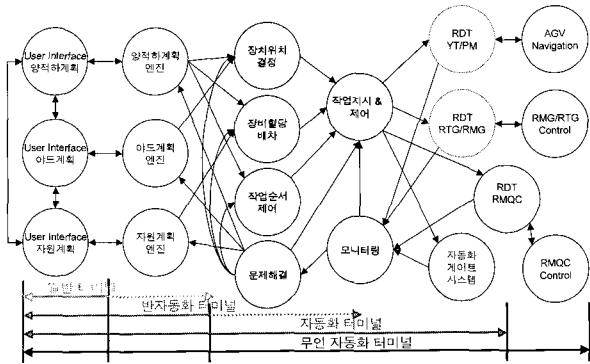 User Interface
양적하계획
양적하계획
엔진
장치위치
결정
RDT
YT/PM
AGV
Navigation
작업지시 &
제어
User Interface
야드계획
야드계획
엔진
장비할당
배차
RDT
RTG/RMG
RMG/RTG
Control
작업순서
제어
RDT
RMQC
User Interface
자원계획
자원계획
엔진
문제해결
모니터링
자동화
게이트
시스템
RMQC
Control
일반 터미널
반자동화 터미널
자동화 터미널
무인 자동화 터미널